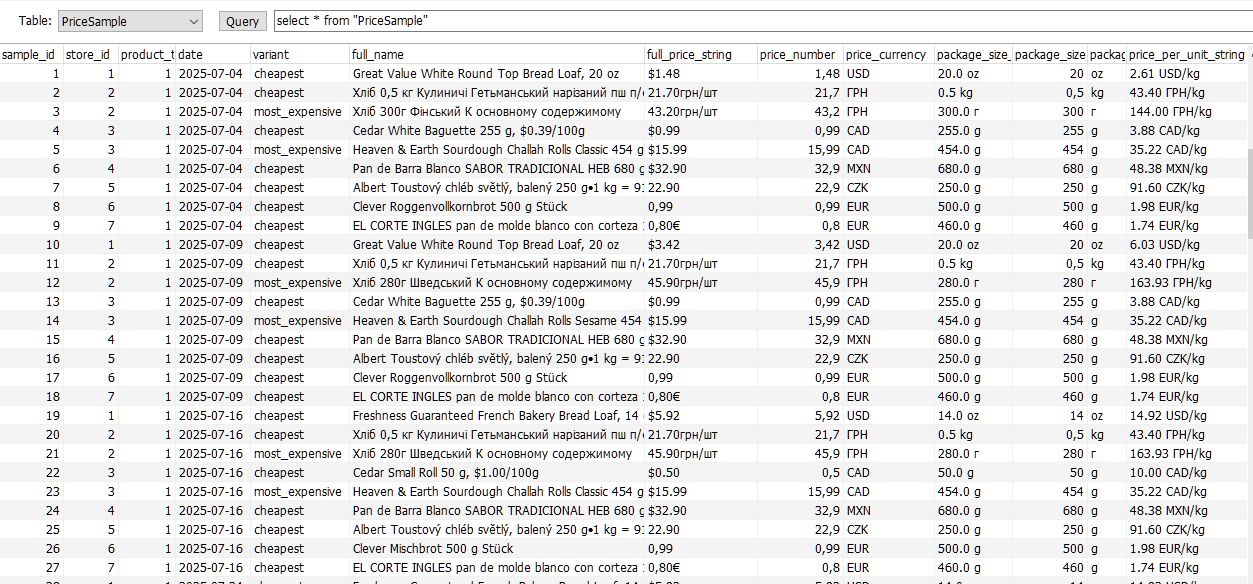 Table: PriceSample Query select * from "PriceSample"
sample_id store_id product_t date variant full_name full_price_string price_number price_currency package_size_ package_size packag price_per_unit_string
1 1 1 2025-07-04 cheapest Great Value White Round Top Bread Loaf, 20 oz $1.48 1,48 USD 20.0 oz 20 oz 2.61 USD/kg
2 2 1 2025-07-04 cheapest Хліб 0,5 кг Кулиничі Гетьманський нарізаний пш п/ 21.70грн/шт 21,7 ГРН 0.5 kg 0,5 kg 43.40 ГРН/kg
3 2 1 2025-07-04 most_expensive Хліб 300г Фінський К основному содержимому 43.20грн/шт 43,2 ГРН 300.0 г 300 г 144.00 ГРН/kg
4 3 1 2025-07-04 cheapest Cedar White Baguette 255 g, $0.39/100g $0.99 0,99 CAD 255.0 g 255 g 3.88 CAD/kg
5 3 1 2025-07-04 most_expensive Heaven & Earth Sourdough Challah Rolls Classic 454 g $15.99 15,99 CAD 454.0 g 454 g 35.22 CAD/kg
6 4 1 2025-07-04 cheapest Pan de Barra Blanco SABOR TRADICIONAL HEB 680 g $32.90 32,9 MXN 680.0 g 680 g 48.38 MXN/kg
7 5 1 2025-07-04 cheapest Albert Toustový chléb světlý, balený 250 g•1 kg = 9 22.90 22,9 CZK 250.0 g 250 g 91.60 CZK/kg
8 6 1 2025-07-04 cheapest Clever Roggenvollkornbrot 500 g Stück 0,99 0,99 EUR 500.0 g 500 g 1.98 EUR/kg
9 7 1 2025-07-04 cheapest EL CORTE INGLES pan de molde blanco con corteza 0,80€ 0,8 EUR 460.0 g 460 g 1.74 EUR/kg
10 1 1 2025-07-09 cheapest Great Value White Round Top Bread Loaf, 20 oz $3.42 3,42 USD 20.0 oz 20 oz 6.03 USD/kg
11 2 1 2025-07-09 cheapest Хліб 0,5 кг Кулиничі Гетьманський нарізаний пш п/ 21.70грн/шт 21,7 ГРН 0.5 kg 0,5 kg 43.40 ГРН/kg
12 2 1 2025-07-09 most_expensive Хліб 280г Шведський К основному содержимому 45.90грн/шт 45,9 ГРН 280.0 г 280 г 163.93 ГРН/kg
13 3 1 2025-07-09 cheapest Cedar White Baguette 255 g, $0.39/100g $0.99 0,99 CAD 255.0 g 255 g 3.88 CAD/kg
14 3 1 2025-07-09 most_expensive Heaven & Earth Sourdough Challah Rolls Sesame 454 $15.99 15,99 CAD 454.0 g 454 g 35.22 CAD/kg
15 4 1 2025-07-09 cheapest Pan de Barra Blanco SABOR TRADICIONAL HEB 680 g $32.90 32,9 MXN 680.0 g 680 g 48.38 MXN/kg
16 5 1 2025-07-09 cheapest Albert Toustový chléb světlý, balený 250 g•1 kg = 9 22.90 22,9 CZK 250.0 g 250 g 91.60 CZK/kg
17 6 1 2025-07-09 cheapest Clever Roggenvollkornbrot 500 g Stück 0,99 0,99 EUR 500.0 g 500 g 1.98 EUR/kg
18 7 1 2025-07-09 cheapest EL CORTE INGLES pan de molde blanco con corteza 0,80€ 0,8 EUR 460.0 g 460 g 1.74 EUR/kg
19 1 1 2025-07-16 cheapest Freshness Guaranteed French Bakery Bread Loaf, 14 $5.92 5,92 USD 14.0 oz 14 oz 14.92 USD/kg
20 2 1 2025-07-16 cheapest Хліб 0,5 кг Кулиничі Гетьманський нарізаний пш п/ 21.70грн/шт 21,7 ГРН 0.5 kg 0,5 kg 43.40 ГРН/kg
21 2 1 2025-07-16 most_expensive Хліб 280г Шведський К основному содержимому 45.90грн/шт 45,9 ГРН 280.0 г 280 г 163.93 ГРН/kg
22 3 1 2025-07-16 cheapest Cedar Small Roll 50 g, $1.00/100g $0.50 0,5 CAD 50.0 g 50 g 10.00 CAD/kg
23 3 1 2025-07-16 most_expensive Heaven & Earth Sourdough Challah Rolls Classic 454 g $15.99 15,99 CAD 454.0 g 454 g 35.22 CAD/kg
24 4 1 2025-07-16 cheapest Pan de Barra Blanco SABOR TRADICIONAL HEB 680 g $32.90 32,9 MXN 680.0 g 680 g 48.38 MXN/kg
25 5 1 2025-07-16 cheapest Albert Toustový chléb světlý, balený 250 g•1 kg = 9 22.90 22,9 CZK 250.0 g 250 g 91.60 CZK/kg
26 6 1 2025-07-16 cheapest Clever Mischbrot 500 g Stück 0,99 0,99 EUR 500.0 g 500 g 1.98 EUR/kg
27 7 1 2025-07-16 cheapest EL CORTE INGLES pan de molde blanco con corteza 0,80€ 0,8 EUR 460.0 g 460 g 1.74 EUR/kg